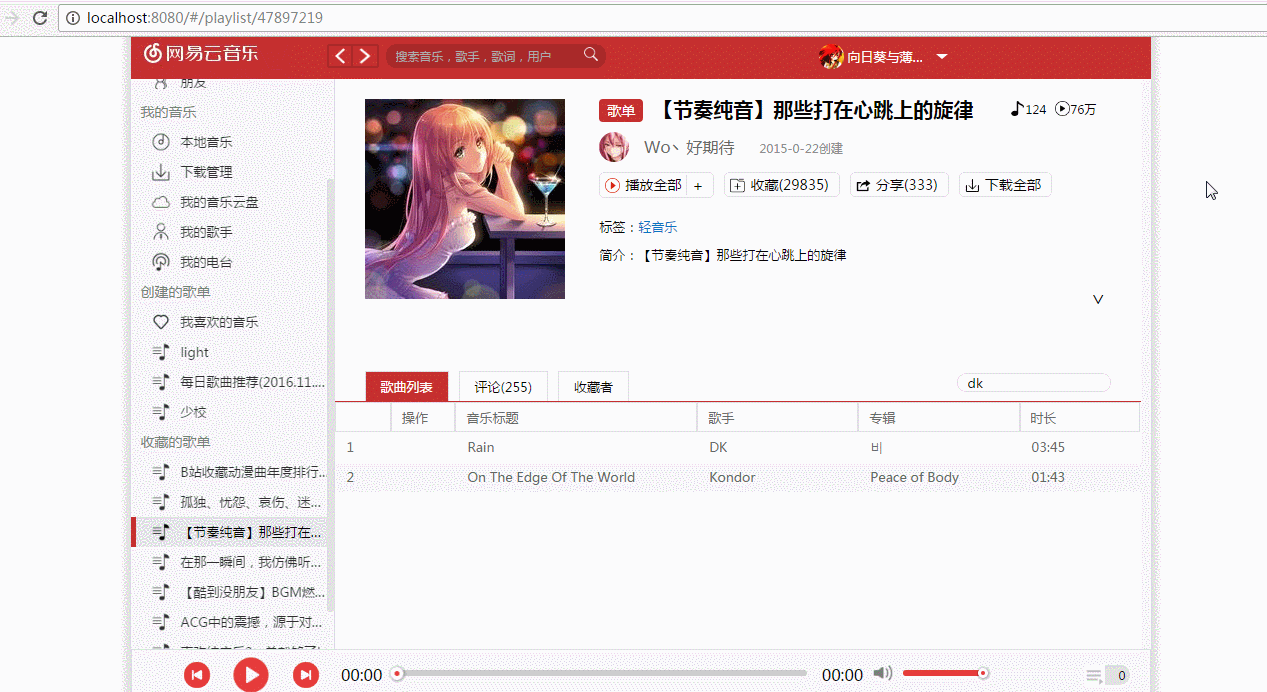 localhost:8080/#/playlist/47897219
网易云音乐
搜索音乐，歌手，歌词，用户
向日葵与薄...
朋友
我的音乐
本地音乐
下载管理
我的音乐云盘
我的歌手
我的电台
创建的歌单
我喜欢的音乐
light
每日歌曲推荐(2016.11....
少校
收藏的歌单
B站收藏动漫曲年度排行...
孤独、忧怨、哀伤、迷...
【节奏纯音】那些打在...
在那一瞬间，我仿佛听...
【酷到没朋友】BGM燃...
ACG中的震撼，源于对...
歌单 【节奏纯音】那些打在心跳上的旋律 124 76万
Wo丶好期待 2015-0-22创建
播放全部 + 收藏(29835) 分享(333) 下载全部
标签：轻音乐
简介：【节奏纯音】那些打在心跳上的旋律
歌曲列表 评论(255) 收藏者 dk
操作 音乐标题 歌手 专辑 时长
1 Rain DK 비 03:45
2 On The Edge Of The World Kondor Peace of Body 01:43
00:00 00:00 0